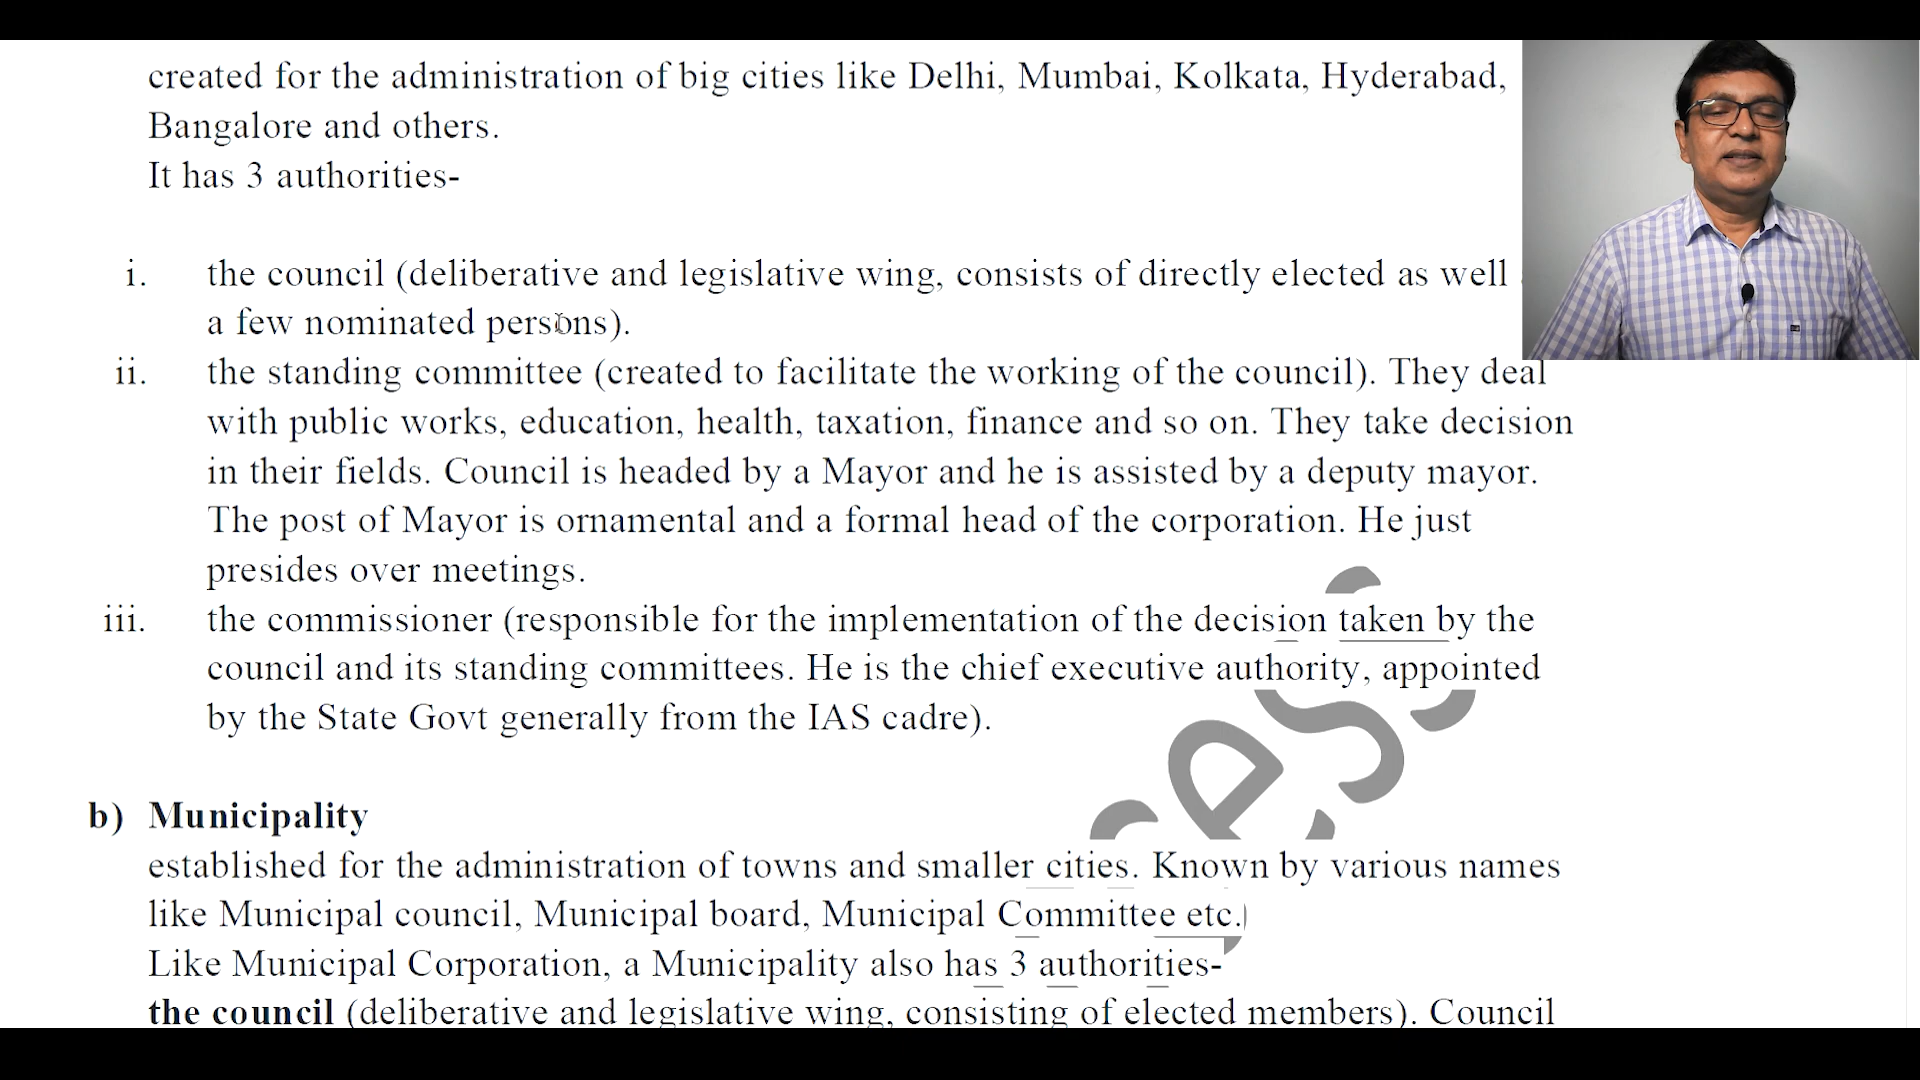 created for the administration of big cities like Delhi, Mumbai, Kolkata, Hyderabad,
Bangalore and others.
It has 3 authorities-
i. the council (deliberative and legislative wing, consists of directly elected as well
a few nominated persons).
ii. the standing committee (created to facilitate the working of the council). They deal
with public works, education, health, taxation, finance and so on. They take decision
in their fields. Council is headed by a Mayor and he is assisted by a deputy mayor.
The post of Mayor is ornamental and a formal head of the corporation. He just
presides over meetings.
iii. the commissioner (responsible for the implementation of the decision taken by the
council and its standing committees. He is the chief executive authority, appointed
by the State Govt generally from the IAS cadre).
b) Municipality
established for the administration of towns and smaller cities. Known by various names
like Municipal council, Municipal board, Municipal Committee etc.
Like Municipal Corporation, a Municipality also has 3 authorities-
the council (deliberative and legislative wing, consisting of elected members). Council